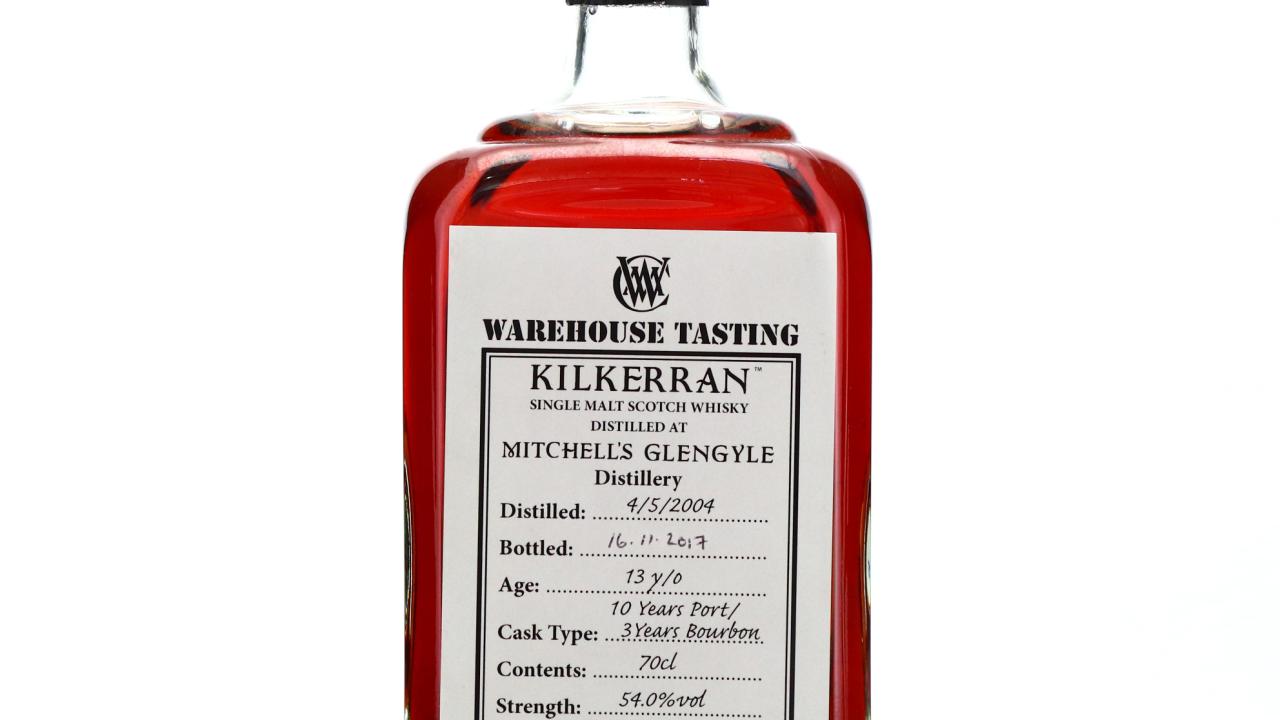 WAREHOUSE TASTING
KILKERRAN™
SINGLE MALT SCOTCH WHISKY
DISTILLED AT
MITCHELL'S GLENGYLE
Distillery
Distilled: 4/5/2004
Bottled: 16.11.2017
Age: 13 y/o
10 Years Port/
Cask Type: 3 Years Bourbon
Contents: 70cl
Strength: 54.0%vol